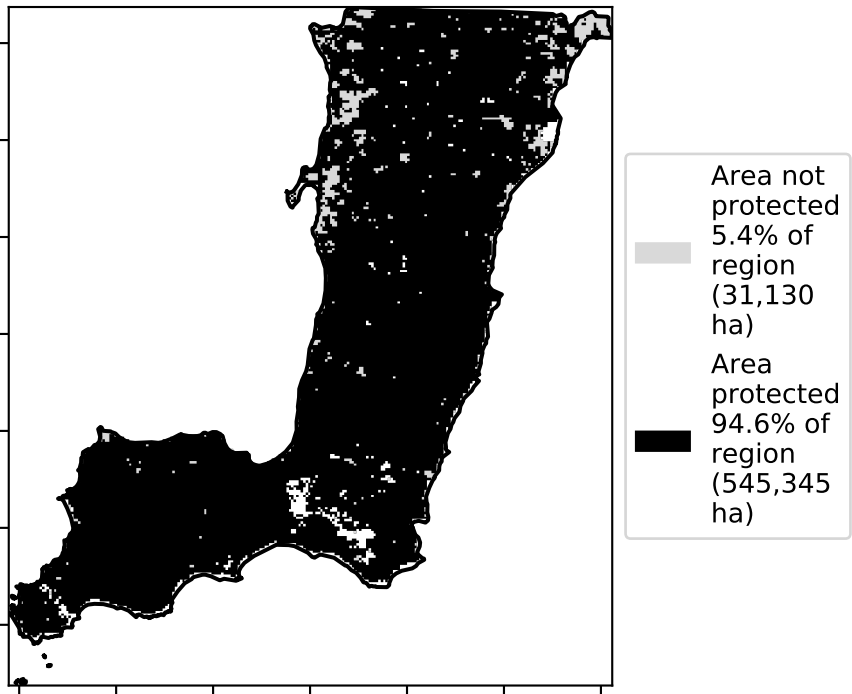 Area not
protected
5.4% of
region
(31,130
ha)
Area
protected
94.6% of
region
(545,345
ha)